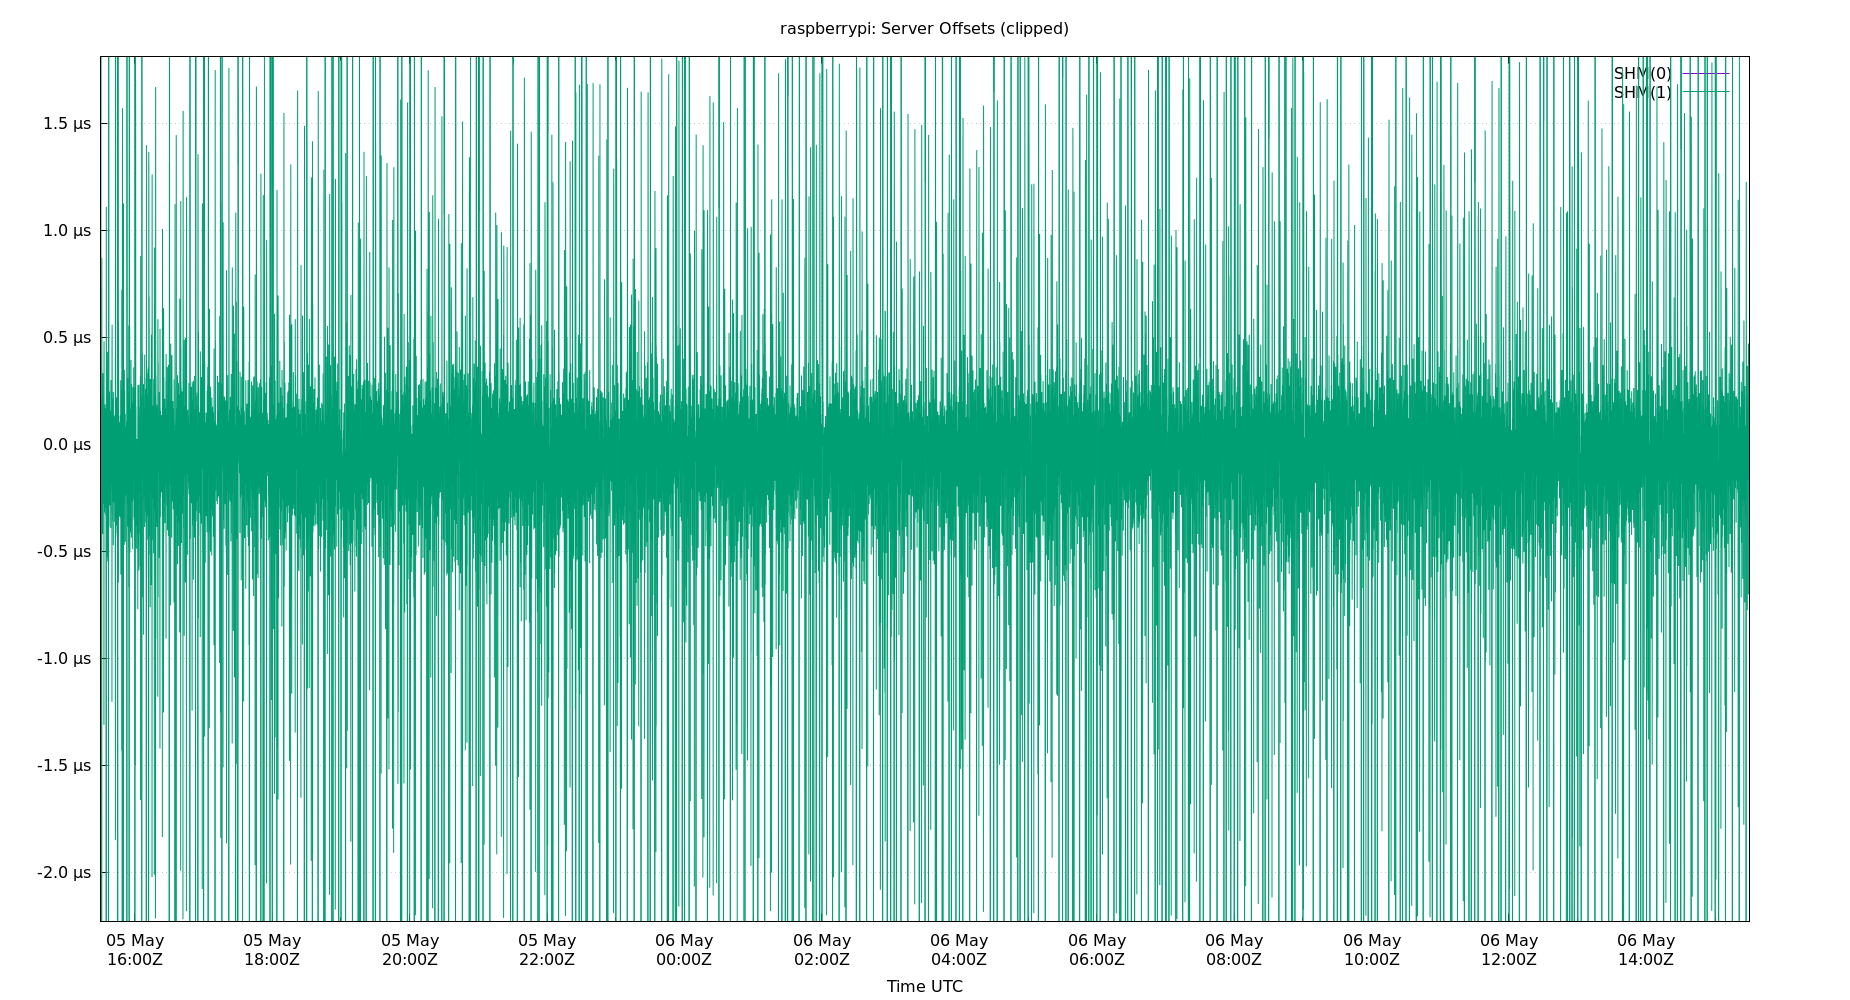 raspberrypi: Server Offsets (clipped)
SHM(0)
SHM(1)
1.5 µs
1.0 µs
0.5 µs
0.0 µs
-0.5 µs
-1.0 µs
-1.5 µs
-2.0 µs
05 May 05 May 05 May 05 May 06 May 06 May 06 May 06 May 06 May 06 May 06 May 06 May
16:00Z 18:00Z 20:00Z 22:00Z 00:00Z 02:00Z 04:00Z 06:00Z 08:00Z 10:00Z 12:00Z 14:00Z
Time UTC